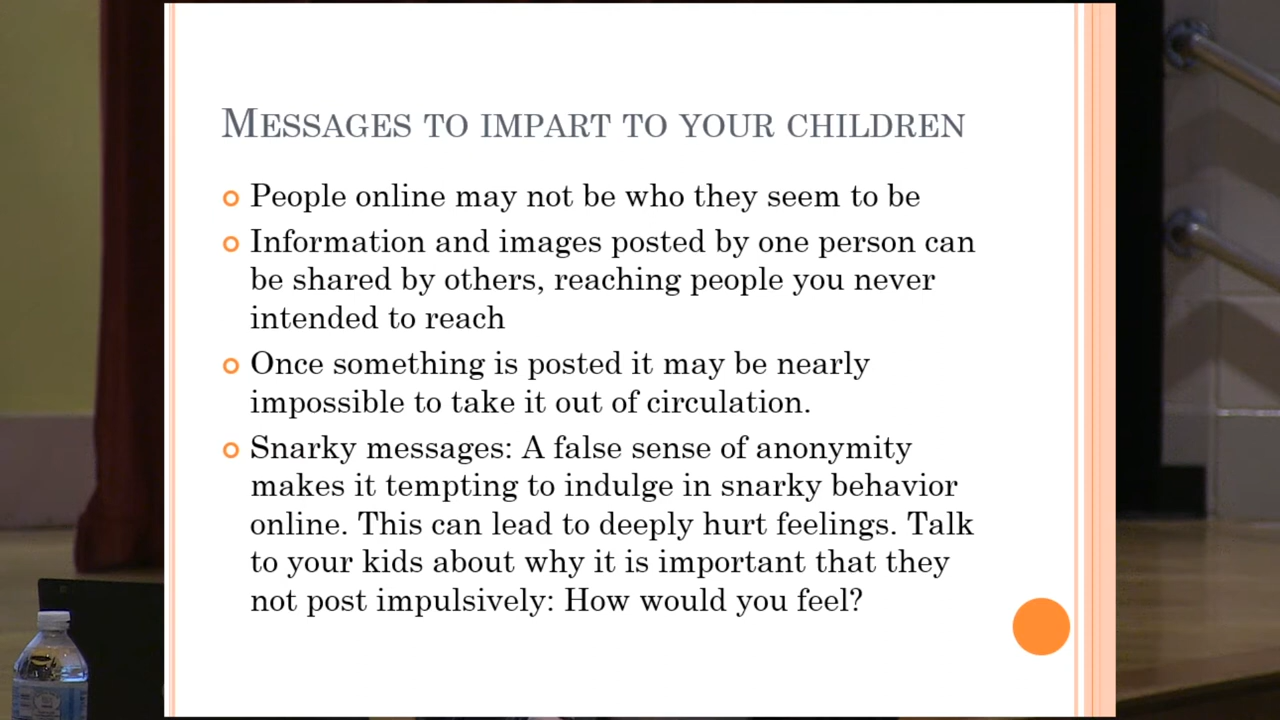 MESSAGES TO IMPART TO YOUR CHILDREN
People online may not be who they seem to be
Information and images posted by one person can
be shared by others, reaching people you never
intended to reach
Once something is posted it may be nearly
impossible to take it out of circulation.
Snarky messages: A false sense of anonymity
makes it tempting to indulge in snarky behavior
online. This can lead to deeply hurt feelings. Talk
to your kids about why it is important that they
not post impulsively: How would you feel?